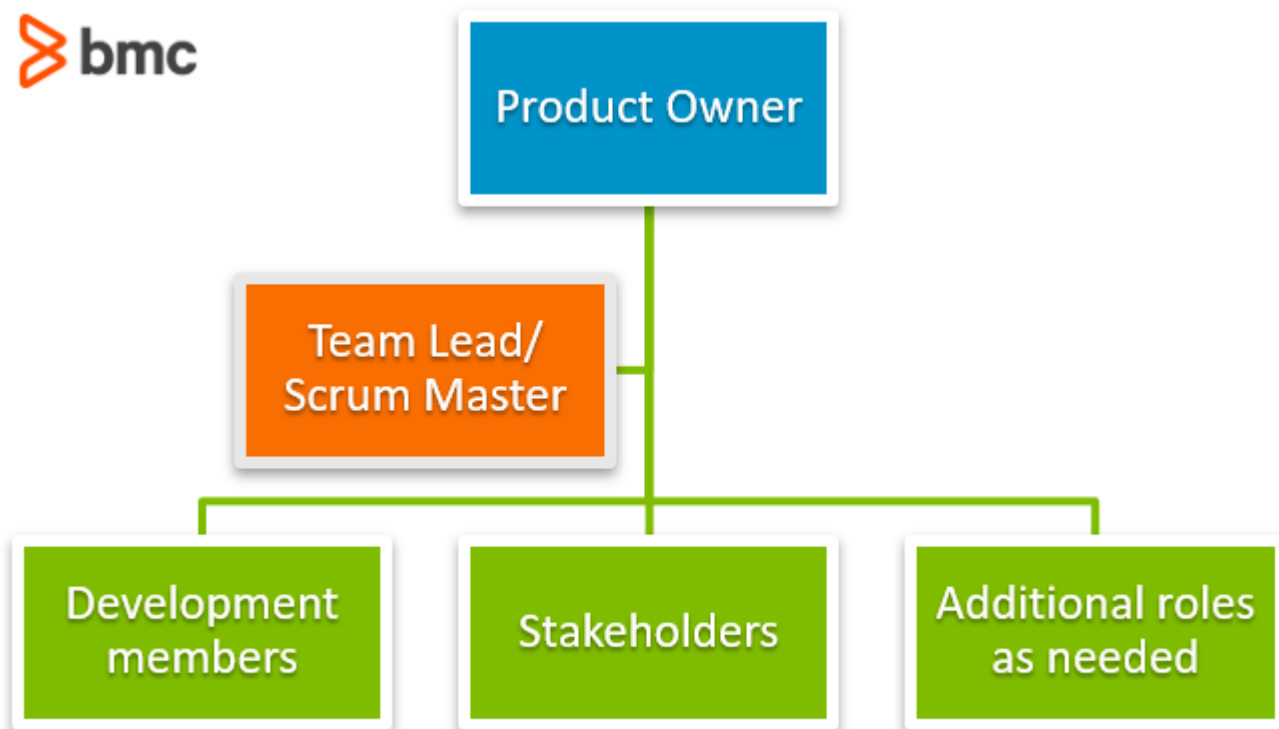 bmc
Product Owner
Team Lead/
Scrum Master
Development
members
Stakeholders
Additional roles
as needed